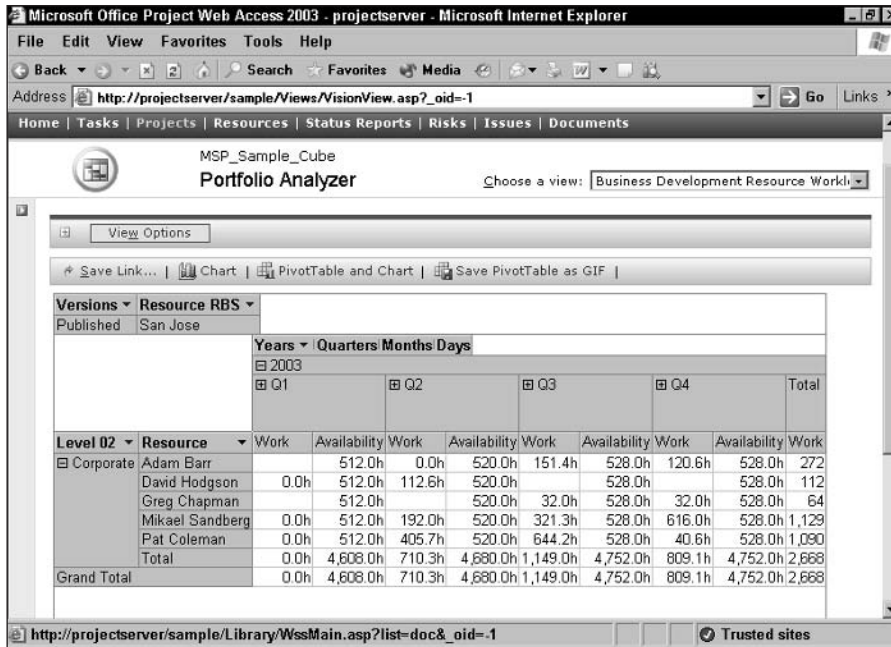 Microsoft Office Project Web Access 2003 - projectserver - Microsoft Internet Explorer
File Edit View Favorites Tools Help
Back Search Favorites Media
Address http://projectserver/sample/Views/VisionView.asp?_oid=-1 Go Links
Home | Tasks | Projects | Resources | Status Reports | Risks | Issues | Documents
MSP_Sample_Cube
Portfolio Analyzer Choose a view: Business Development Resource
View Options
Save Link... | Chart | PivotTable and Chart | Save PivotTable as GIF |
Versions Resource RBS
Published San Jose
Years Quarters Months Days
2003
Q1 Q2 Q3 Q4 Total
Level 02 Resource Work Availability Work Availability Work Availability Work Availability Work
Corporate Adam Barr 512.0h 0.0h 520.0h 151.4h 528.0h 120.6h 528.0h 272
David Hodgson 0.0h 512.0h 112.6h 520.0h 528.0h 528.0h 112
Greg Chapman 512.0h 520.0h 32.0h 528.0h 32.0h 528.0h 64
Mikael Sandberg 0.0h 512.0h 192.0h 520.0h 321.3h 528.0h 616.0h 528.0h 1,129
Pat Coleman 0.0h 512.0h 405.7h 520.0h 644.2h 528.0h 40.6h 528.0h 1,090
Total 0.0h 4,608.0h 710.3h 4,680.0h 1,149.0h 4,752.0h 809.1h 4,752.0h 2,668
Grand Total 0.0h 4,608.0h 710.3h 4,680.0h 1,149.0h 4,752.0h 809.1h 4,752.0h 2,668
http://projectserver/sample/Library/WssMain.asp?list=doc&_oid=-1 Trusted sites